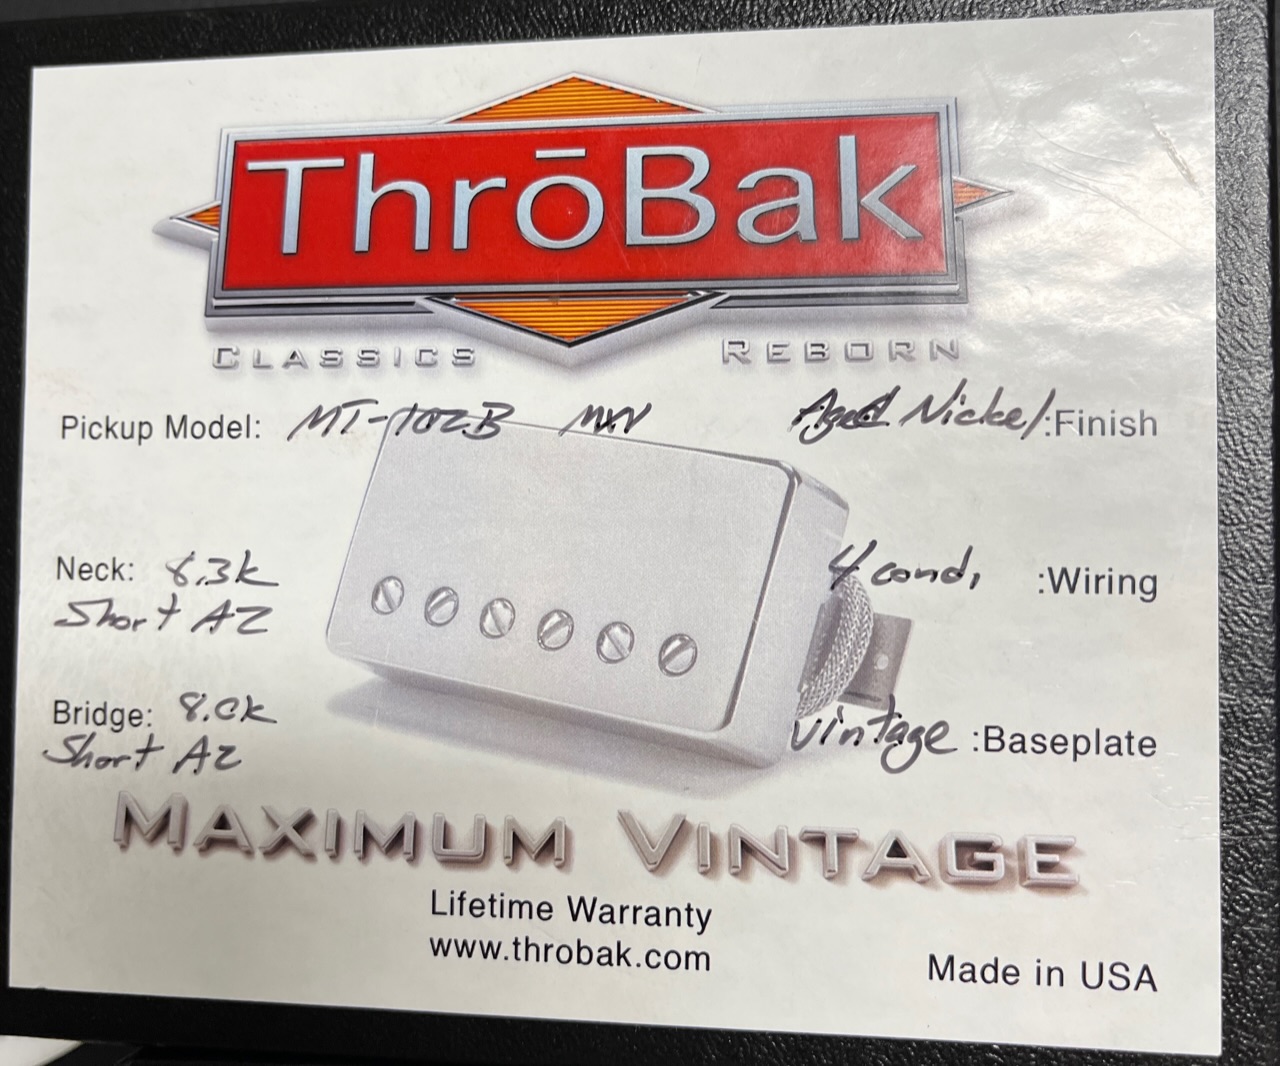 ThrōBak
CLASSICS REBORN
Pickup Model: MT-102B MXV Aged Nickel :Finish
Neck: 8.3k 4 cond. :Wiring
Short A2
Bridge: 8.0k vintage :Baseplate
Short A2
MAXIMUM VINTAGE
Lifetime Warranty
www.throbak.com
Made in USA